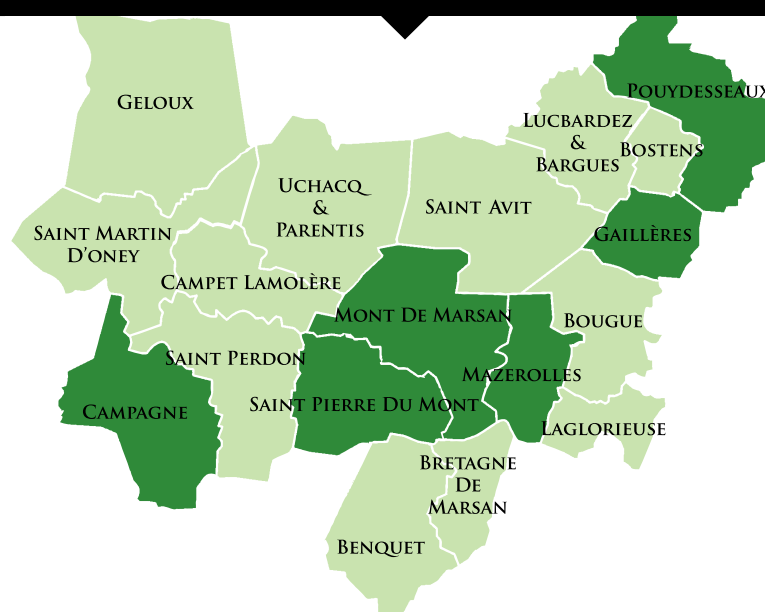 Pouydesseaux
Geloux
Lucbardez
&
Bargues
Bostens
Uchacq
&
Parentis
Saint Avit
Saint Martin
D'oney
Gaillères
Campet Lamolère
Mont De Marsan
Bougue
Saint Perdon
Mazerolles
Campagne
Saint Pierre Du Mont
Laglorieuse
Bretagne
De
Marsan
Benquet